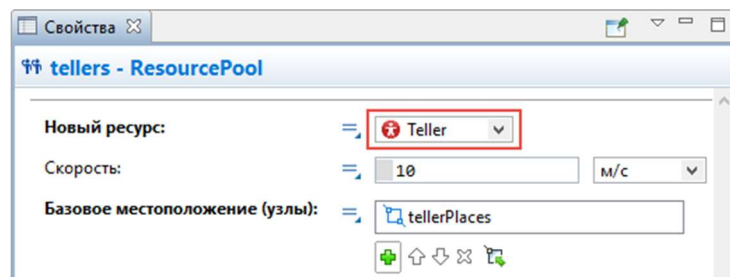 Свойства
tellers - ResourcePool
Новый ресурс:
Teller
Скорость:
10
м/с
Базовое местоположение (узлы):
tellerPlaces